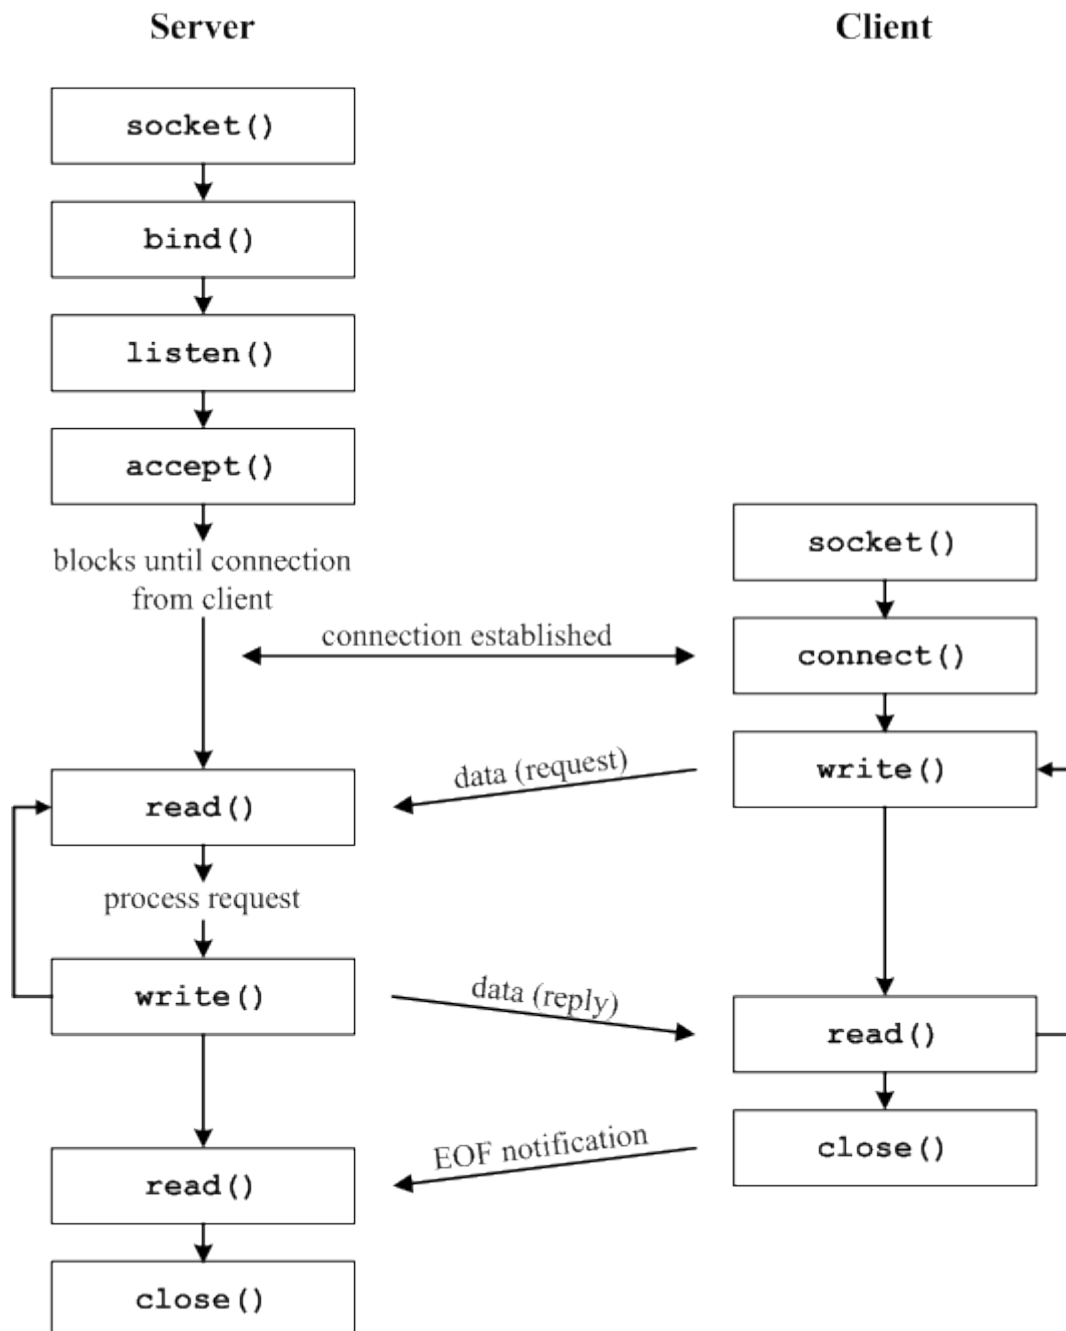 Server
Client
socket()
bind()
listen()
accept()
blocks until connection
from client
socket()
connection established
connect()
data (request)
write()
read()
process request
write()
data (reply)
read()
EOF notification
close()
read()
close()